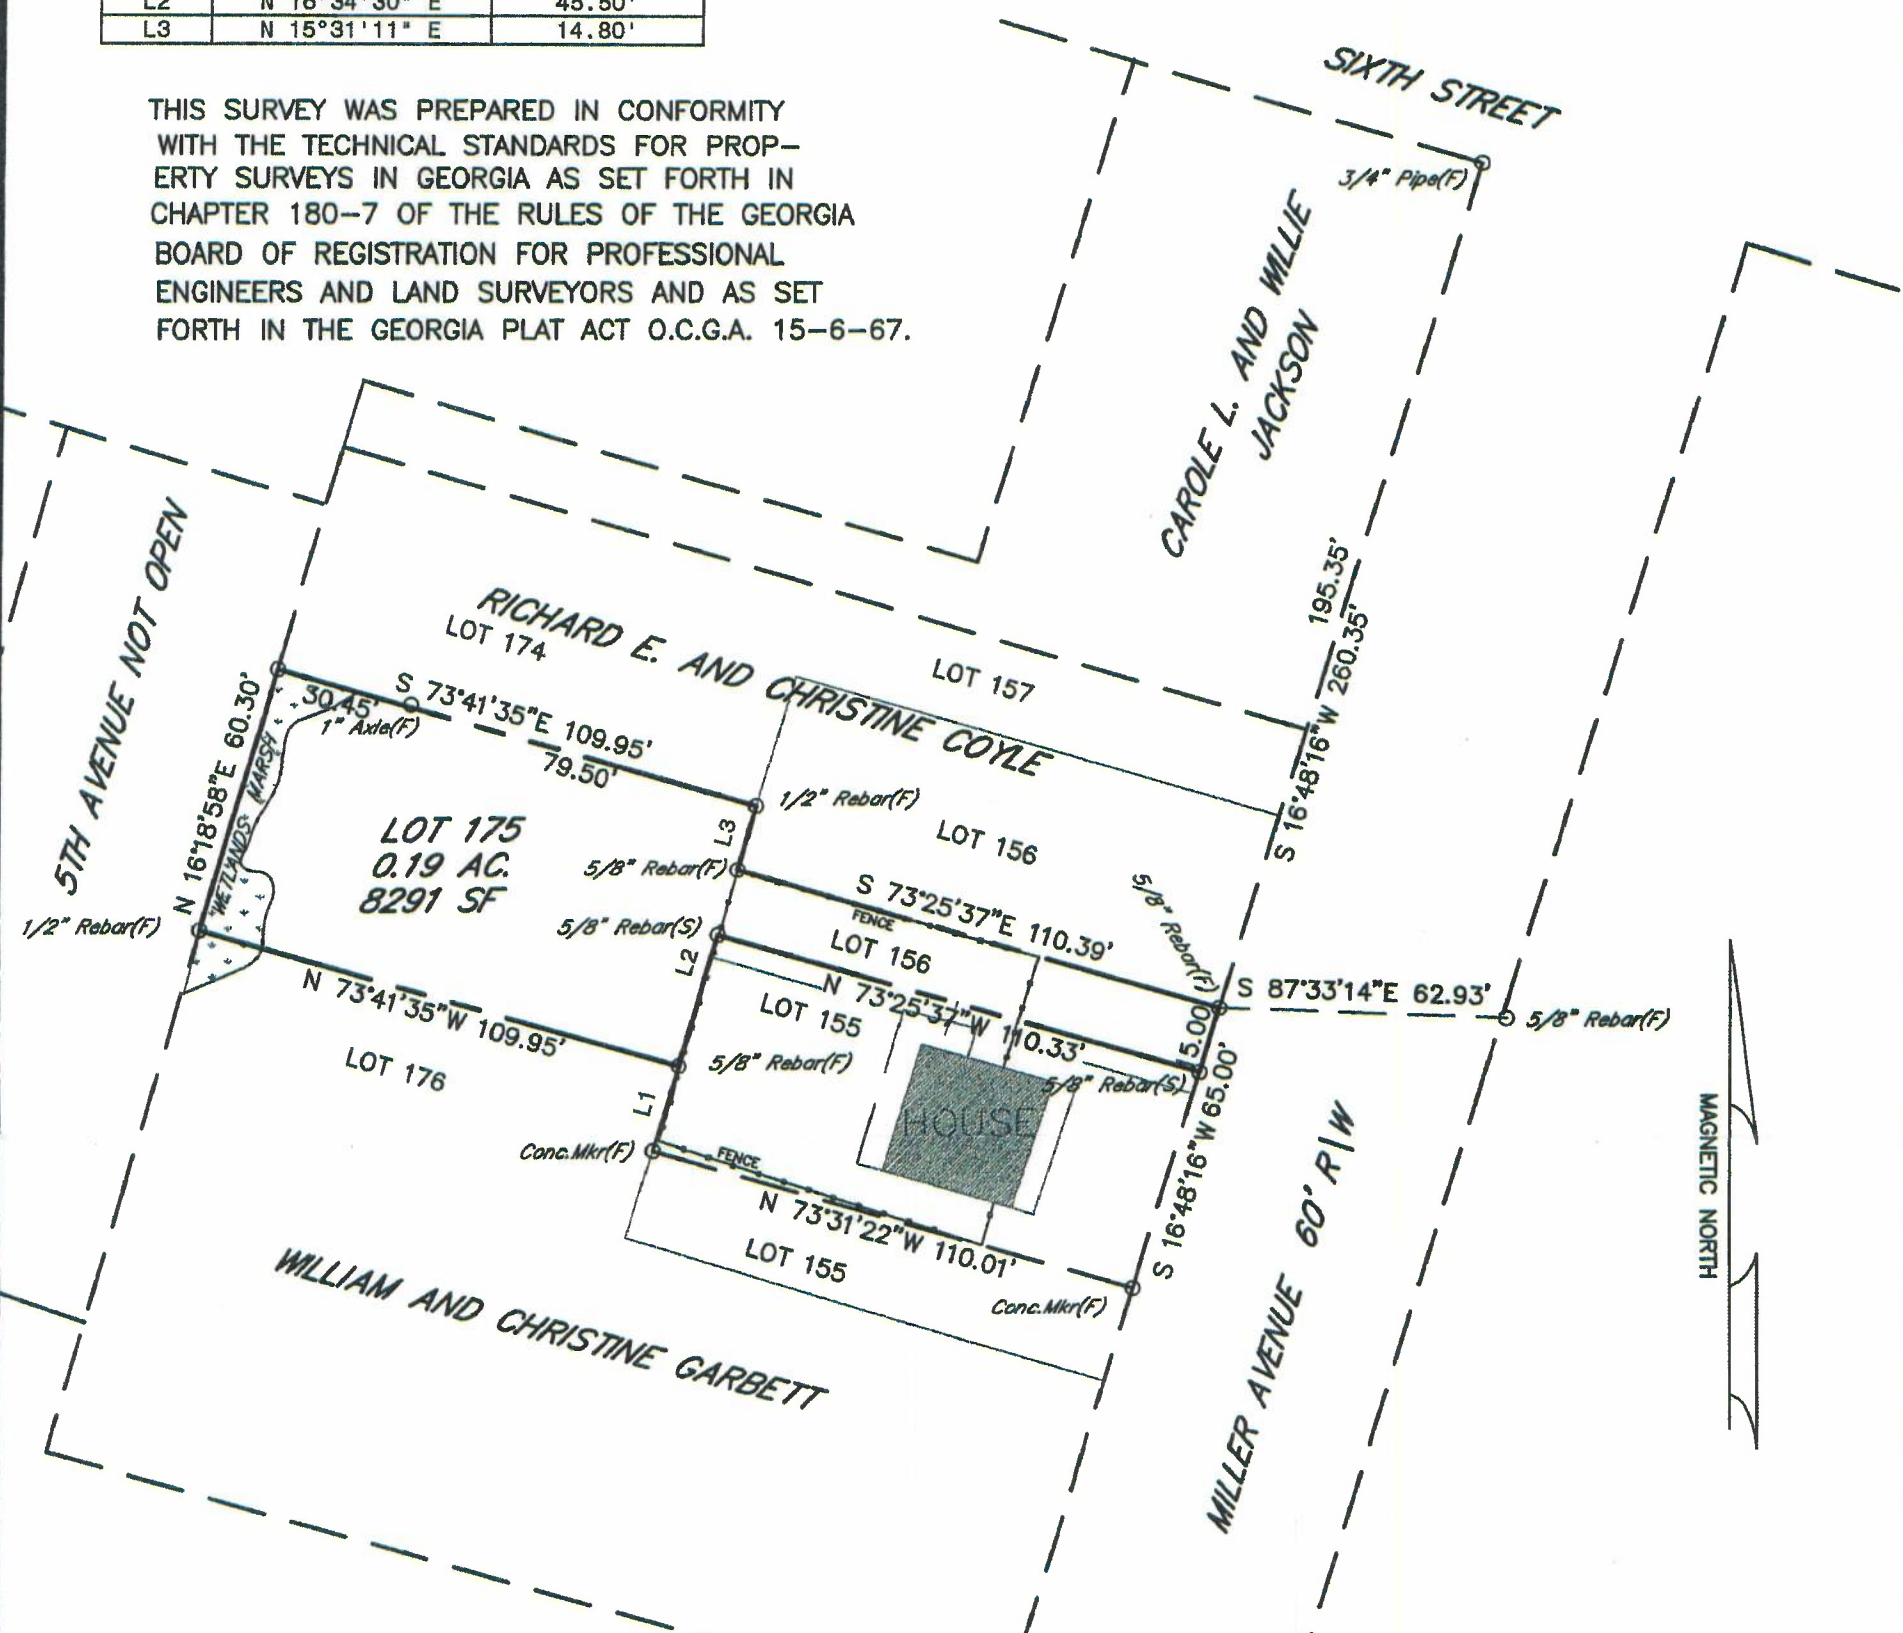 L2 N 16°34'30" E 45.50'
L3 N 15°31'11" E 14.80'
THIS SURVEY WAS PREPARED IN CONFORMITY
WITH THE TECHNICAL STANDARDS FOR PROP-
ERTY SURVEYS IN GEORGIA AS SET FORTH IN
CHAPTER 180-7 OF THE RULES OF THE GEORGIA
BOARD OF REGISTRATION FOR PROFESSIONAL
ENGINEERS AND LAND SURVEYORS AND AS SET
FORTH IN THE GEORGIA PLAT ACT O.C.G.A. 15-6-67.
SIXTH STREET
3/4" Pipe(F)
CAROLE L. AND WILLIE
JACKSON
195.35'
260.35'
S 16°48'16"W
5TH AVENUE NOT OPEN
RICHARD E. AND CHRISTINE COYLE
LOT 174
LOT 157
N 16°18'58"E 60.30'
30.45'
1" Axle(F)
S 73°41'35"E 109.95'
79.50'
WETLANDS MARSH
1/2" Rebar(F)
LOT 175
0.19 AC.
8291 SF
L3
1/2" Rebar(F)
LOT 156
5/8" Rebar(F)
S 73°25'37"E 110.39'
FENCE
5/8" Rebar(F)
5/8" Rebar(S)
LOT 156
L2
N 73°25'37"W 110.33'
LOT 155
15.00'
S 87°33'14"E 62.93'
5/8" Rebar(F)
N 73°41'35"W 109.95'
LOT 176
5/8" Rebar(F)
5/8" Rebar(S)
HOUSE
L1
Conc.Mkr(F)
FENCE
N 73°31'22"W 110.01'
LOT 155
S 16°48'16"W 65.00'
Conc.Mkr(F)
WILLIAM AND CHRISTINE GARBETT
MILLER AVENUE 60' R\W
MAGNETIC NORTH